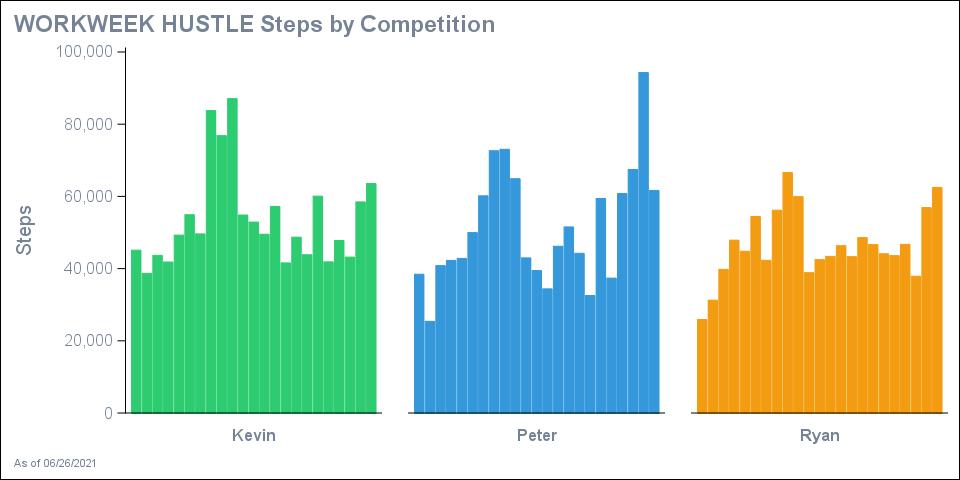 WORKWEEK HUSTLE Steps by Competition
100,000
80,000
60,000
40,000
20,000
0
Steps
Kevin Peter Ryan
As of 06/26/2021